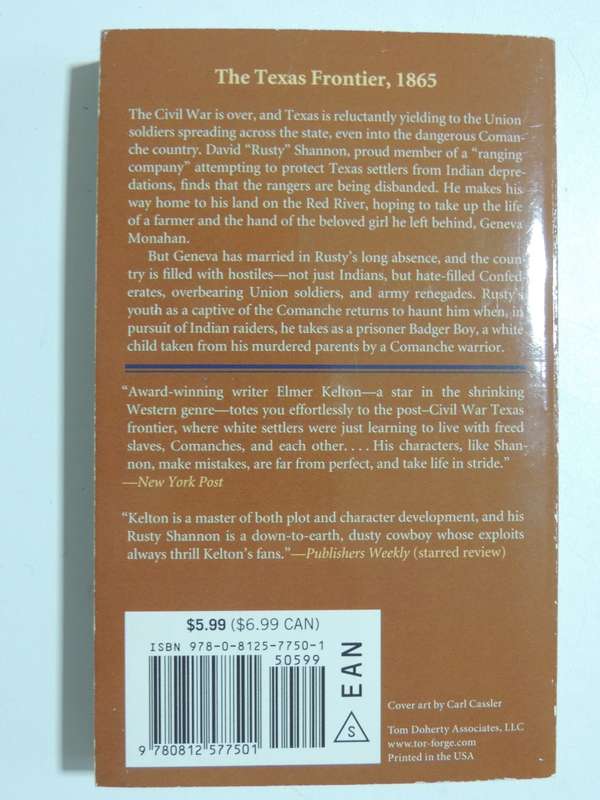 The Texas Frontier, 1865
The Civil War is over, and Texas is reluctantly yielding to the Union
soldiers spreading across the state, even into the dangerous Coman-
che country. David “Rusty” Shannon, proud member of a “ranging
company” attempting to protect Texas settlers from Indian depre-
dations, finds that the rangers are being disbanded. He makes his
way home to his land on the Red River, hoping to take up the life
of a farmer and the hand of the beloved girl he left behind, Geneva
Monahan.
But Geneva has married in Rusty’s long absence, and the coun-
try is filled with hostiles—not just Indians, but hate-filled Confed-
erates, overbearing Union soldiers, and army renegades. Rusty’s
youth as a captive of the Comanche returns to haunt him when, in
pursuit of Indian raiders, he takes as a prisoner Badger Boy, a white
child taken from his murdered parents by a Comanche warrior.
“Award-winning writer Elmer Kelton—a star in the shrinking
Western genre—totes you effortlessly to the post–Civil War Texas
frontier, where white settlers were just learning to live with freed
slaves, Comanches, and each other. . . . His characters, like Shan-
non, make mistakes, are far from perfect, and take life in stride.”
—New York Post
“Kelton is a master of both plot and character development, and his
Rusty Shannon is a down-to-earth, dusty cowboy whose exploits
always thrill Kelton’s fans.”—Publishers Weekly (starred review)
$5.99 ($6.99 CAN)
ISBN 978-0-8125-7750-1
50599
9 780812 577501
EAN
S
Cover art by Carl Cassler
Tom Doherty Associates, LLC
www.tor-forge.com
Printed in the USA